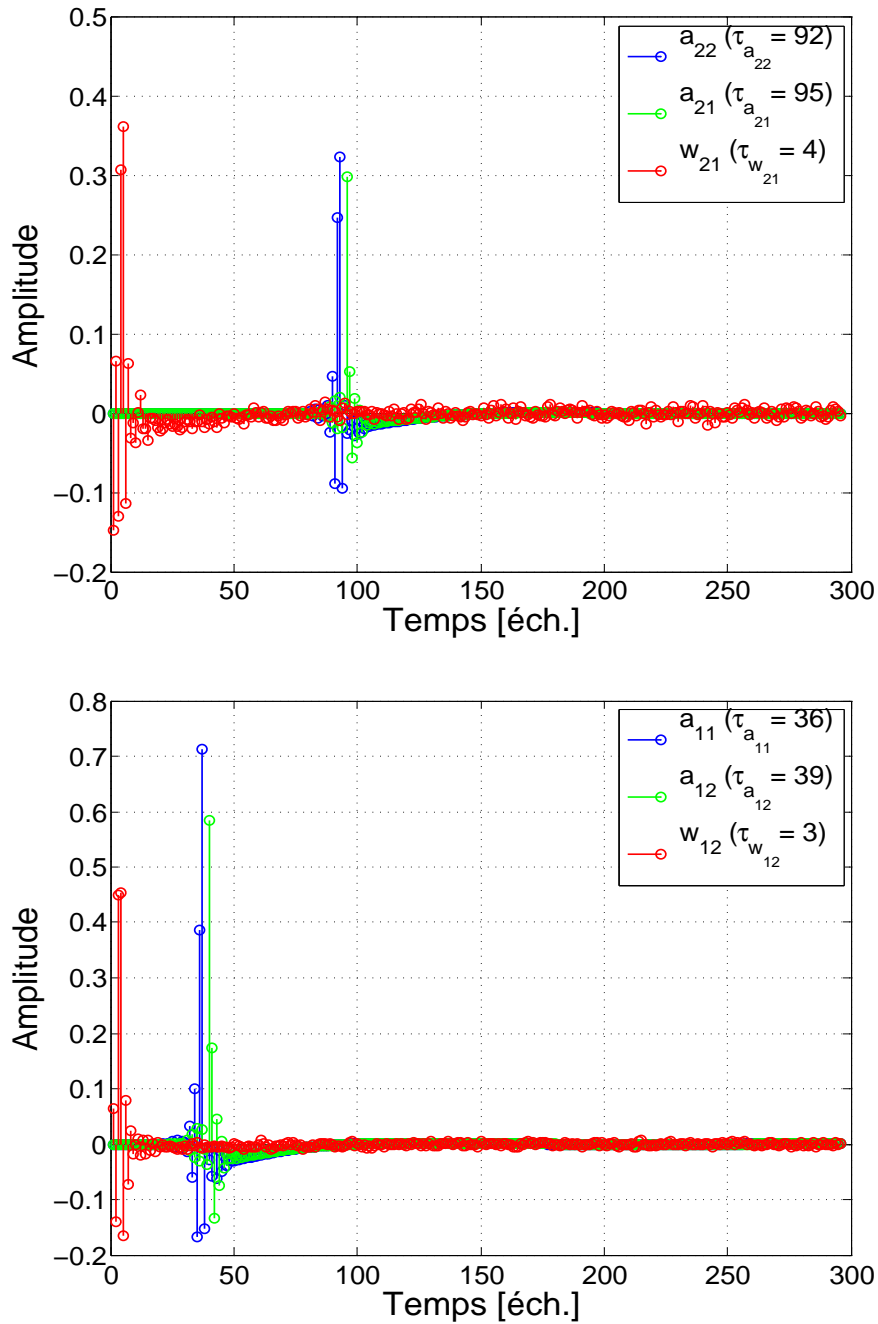 0.5
0.4
0.3
0.2
0.1
0
−0.1
−0.2
Amplitude
a22 (τa22 = 92)
a21 (τa21 = 95)
w21 (τw21 = 4)
0 50 100 150 200 250 300
Temps [éch.]
0.8
0.7
0.6
0.5
0.4
0.3
0.2
0.1
0
−0.1
−0.2
Amplitude
a11 (τa11 = 36)
a12 (τa12 = 39)
w12 (τw12 = 3)
0 50 100 150 200 250 300
Temps [éch.]